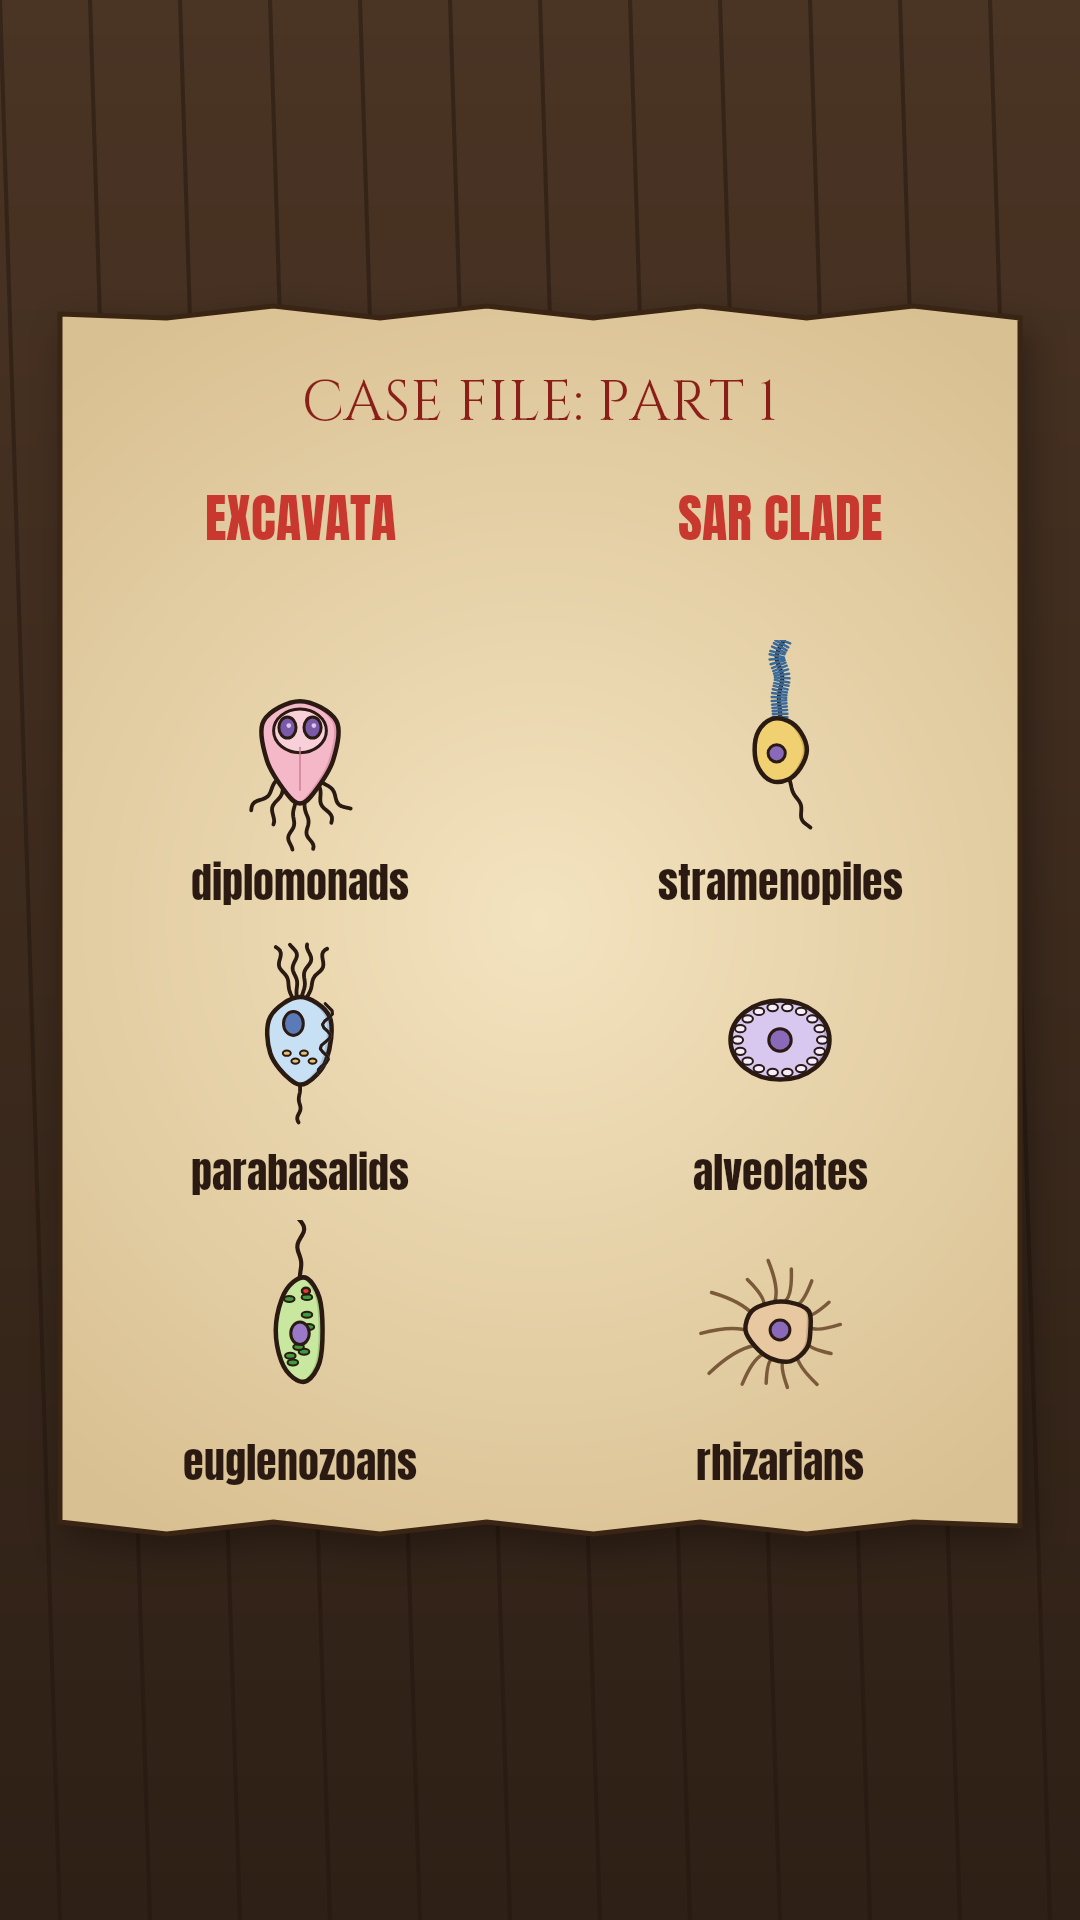 CASE FILE: PART 1
EXCAVATA
SAR CLADE
diplomonads
stramenopiles
parabasalids
alveolates
euglenozoans
rhizarians